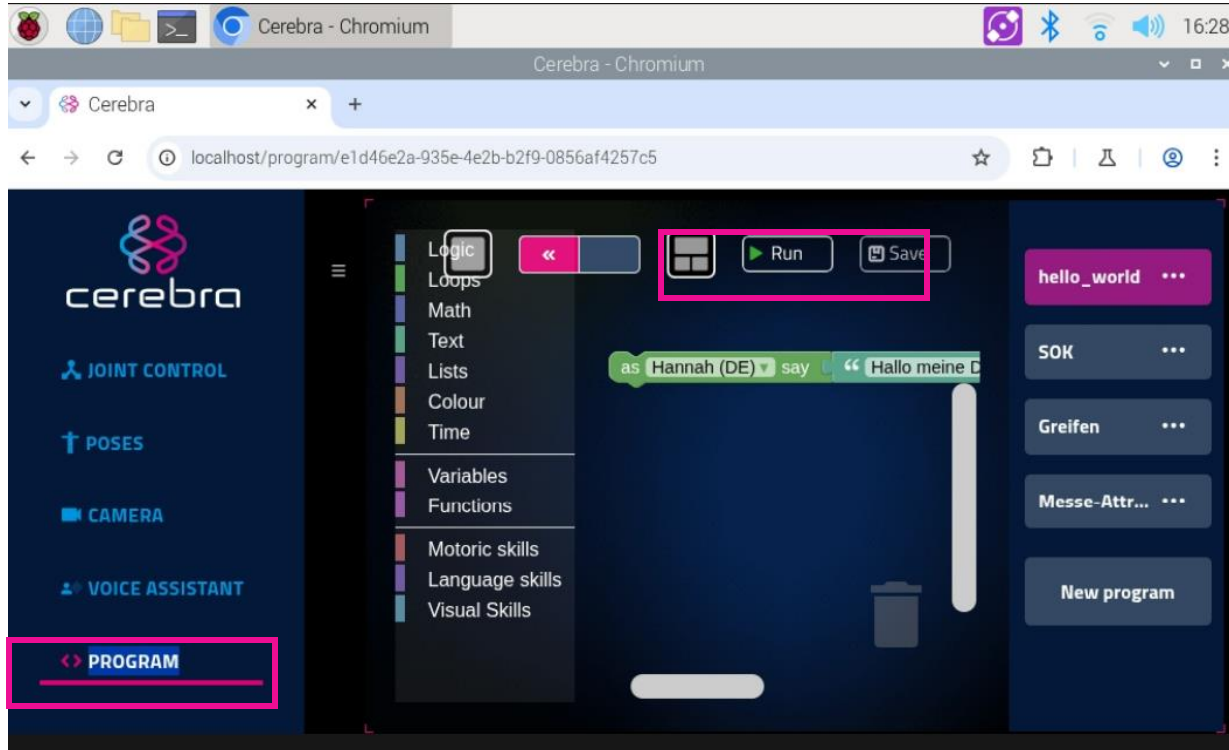 Cerebra - Chromium
16:28
Cerebra - Chromium
Cerebra
localhost/program/e1d46e2a-935e-4e2b-b2f9-0856af4257c5
cerebra
JOINT CONTROL
POSES
CAMERA
VOICE ASSISTANT
<> PROGRAM
Logic
Loops
Math
Text
Lists
Colour
Time
Variables
Functions
Motoric skills
Language skills
Visual Skills
«
Run
Save
as Hannah (DE) say “ Hallo meine D
hello_world •••
SOK •••
Greifen •••
Messe-Attr... •••
New program